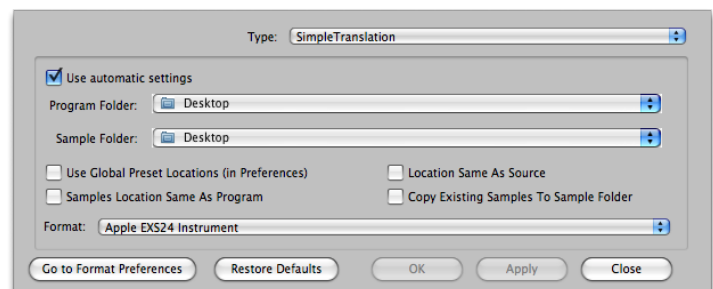 Type: SimpleTranslation
Use automatic settings
Program Folder: Desktop
Sample Folder: Desktop
Use Global Preset Locations (in Preferences) Location Same As Source
Samples Location Same As Program Copy Existing Samples To Sample Folder
Format: Apple EXS24 Instrument
Go to Format Preferences Restore Defaults OK Apply Close